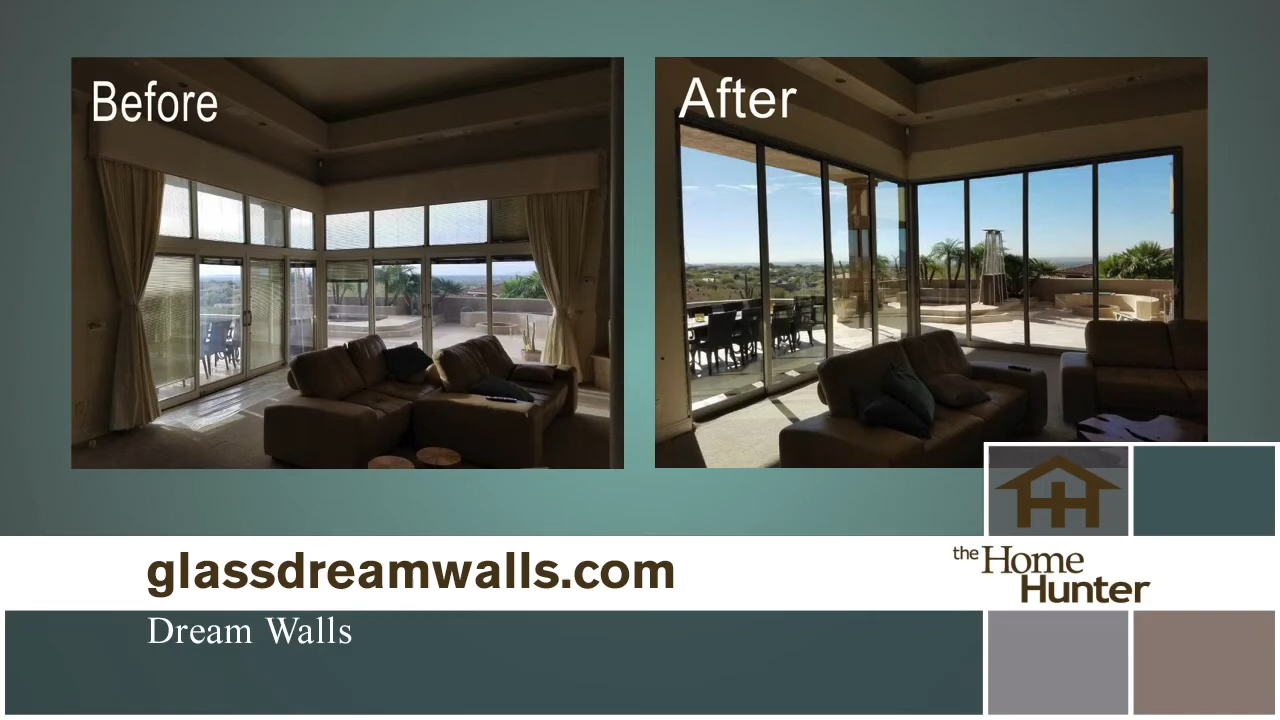 Before
After
glassdreamwalls.com
the Home
Hunter
Dream Walls